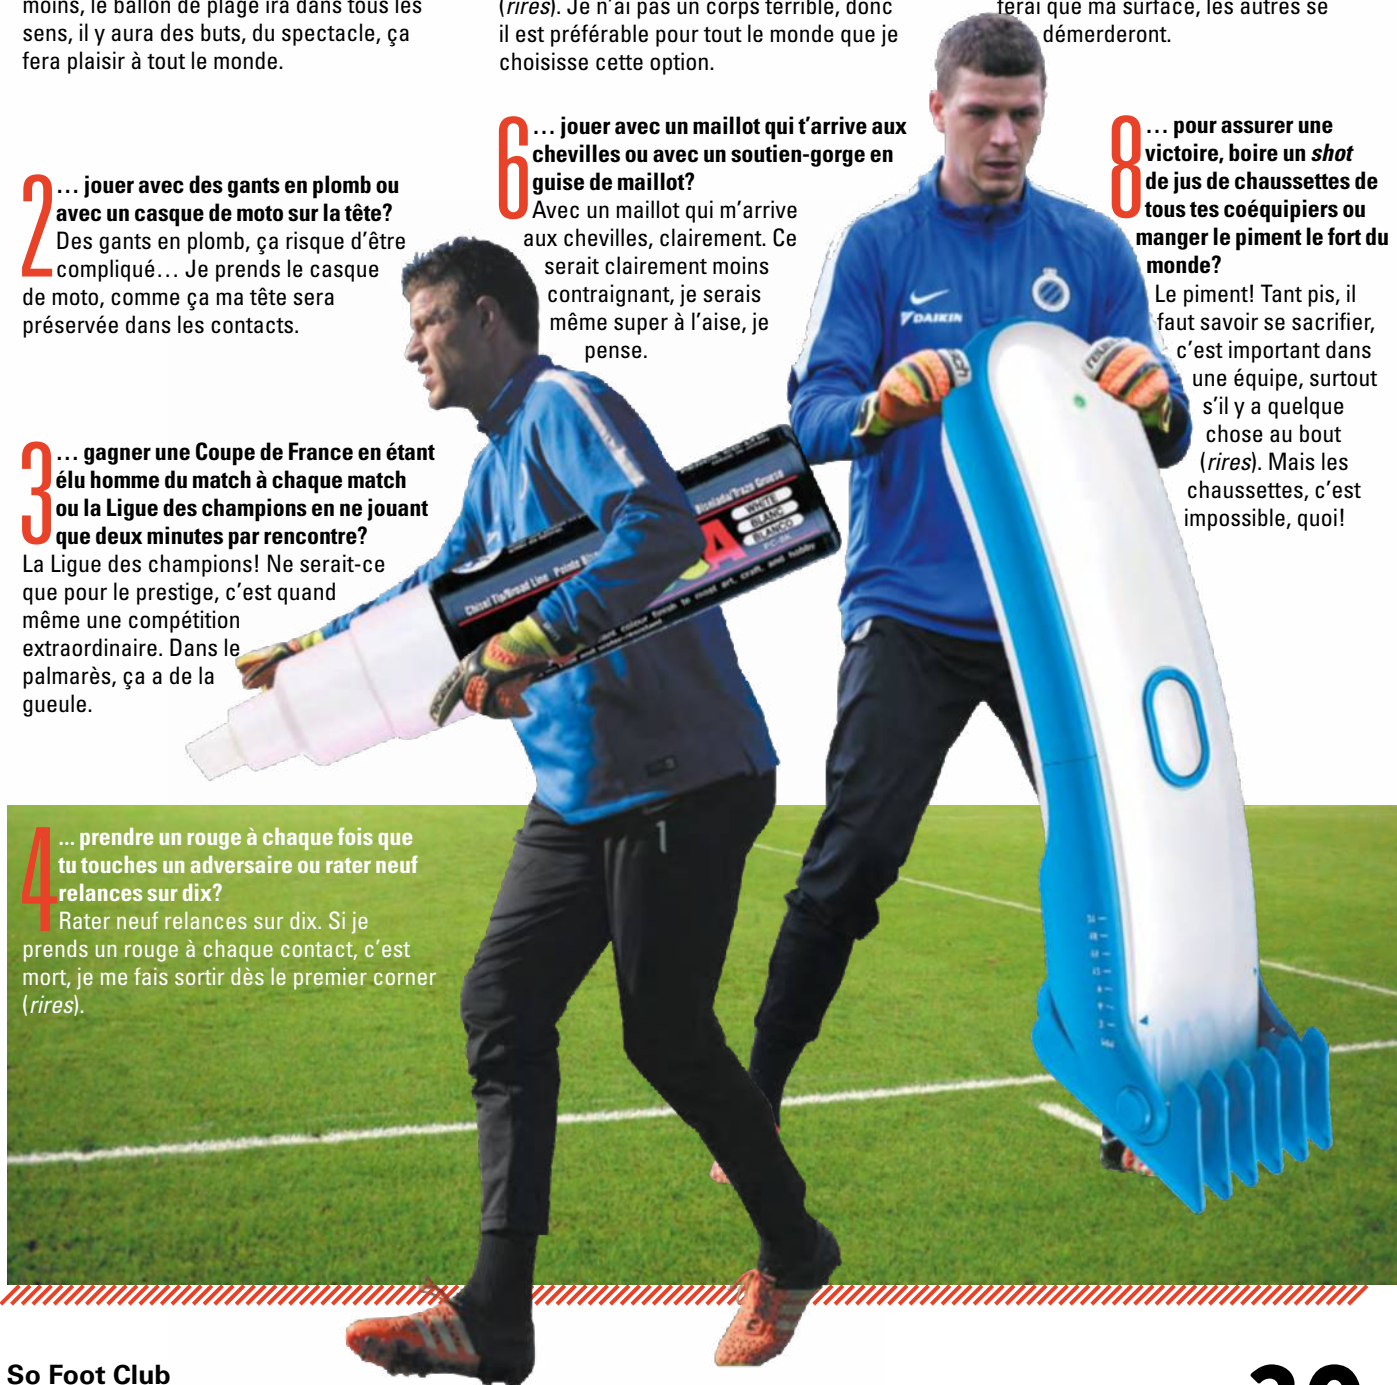 moins, le ballon de plage ira dans tous les
sens, il y aura des buts, du spectacle, ça
fera plaisir à tout le monde.
2
… jouer avec des gants en plomb ou
avec un casque de moto sur la tête?
Des gants en plomb, ça risque d’être
compliqué… Je prends le casque
de moto, comme ça ma tête sera
préservée dans les contacts.
3
… gagner une Coupe de France en étant
élu homme du match à chaque match
ou la Ligue des champions en ne jouant
que deux minutes par rencontre?
La Ligue des champions! Ne serait-ce
que pour le prestige, c’est quand
même une compétition
extraordinaire. Dans le
palmarès, ça a de la
gueule.
4
... prendre un rouge à chaque fois que
tu touches un adversaire ou rater neuf
relances sur dix?
Rater neuf relances sur dix. Si je
prends un rouge à chaque contact, c’est
mort, je me fais sortir dès le premier corner
(rires).
(rires). Je n’ai pas un corps terrible, donc
il est préférable pour tout le monde que je
choisisse cette option.
6
… jouer avec un maillot qui t’arrive aux
chevilles ou avec un soutien-gorge en
guise de maillot?
Avec un maillot qui m’arrive
aux chevilles, clairement. Ce
serait clairement moins
contraignant, je serais
même super à l’aise, je
pense.
ferai que ma surface, les autres se
démerderont.
8
… pour assurer une
victoire, boire un shot
de jus de chaussettes de
tous tes coéquipiers ou
manger le piment le fort du
monde?
Le piment! Tant pis, il
faut savoir se sacrifier,
c’est important dans
une équipe, surtout
s’il y a quelque
chose au bout
(rires). Mais les
chaussettes, c’est
impossible, quoi!
DAIKIN
Chisel Tip/Broad Line
WHITE
BLANC
BLANCO
1
So Foot Club